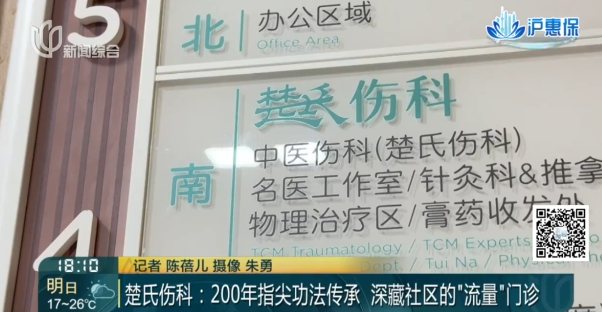 新闻综合
沪惠保
5
北
办公区域
Office Area
楚氏伤科
南
中医伤科(楚氏伤科)
名医工作室/针灸科&推拿
物理治疗区/膏药收发处
TCM Traumatology / TCM Experts
Dept. / Tui Na / Physical
4
18:10
记者 陈蓓儿 摄像 朱勇
明日
17~26℃
楚氏伤科：200年指尖功法传承 深藏社区的"流量"门诊